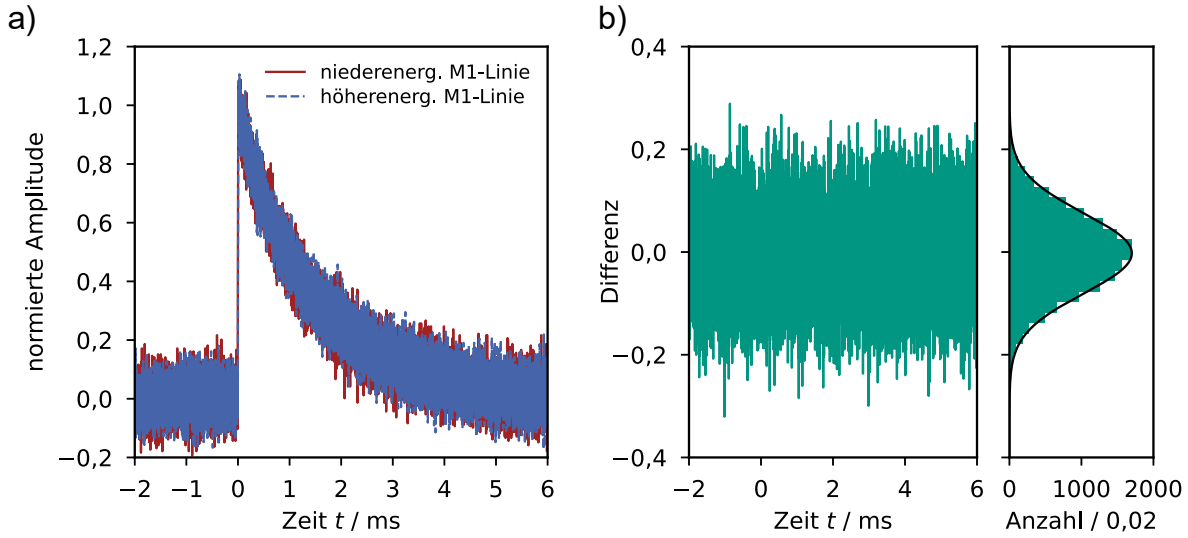 a)
1,2
1,0
0,8
0,6
0,4
0,2
0,0
−0,2
normierte Amplitude
niederenerg. M1-Linie
höherenerg. M1-Linie
−2 −1 0 1 2 3 4 5 6
Zeit t / ms
b)
0,4
0,2
0,0
−0,2
−0,4
Differenz
−2 0 2 4 6
Zeit t / ms
0 1000 2000
Anzahl / 0,02